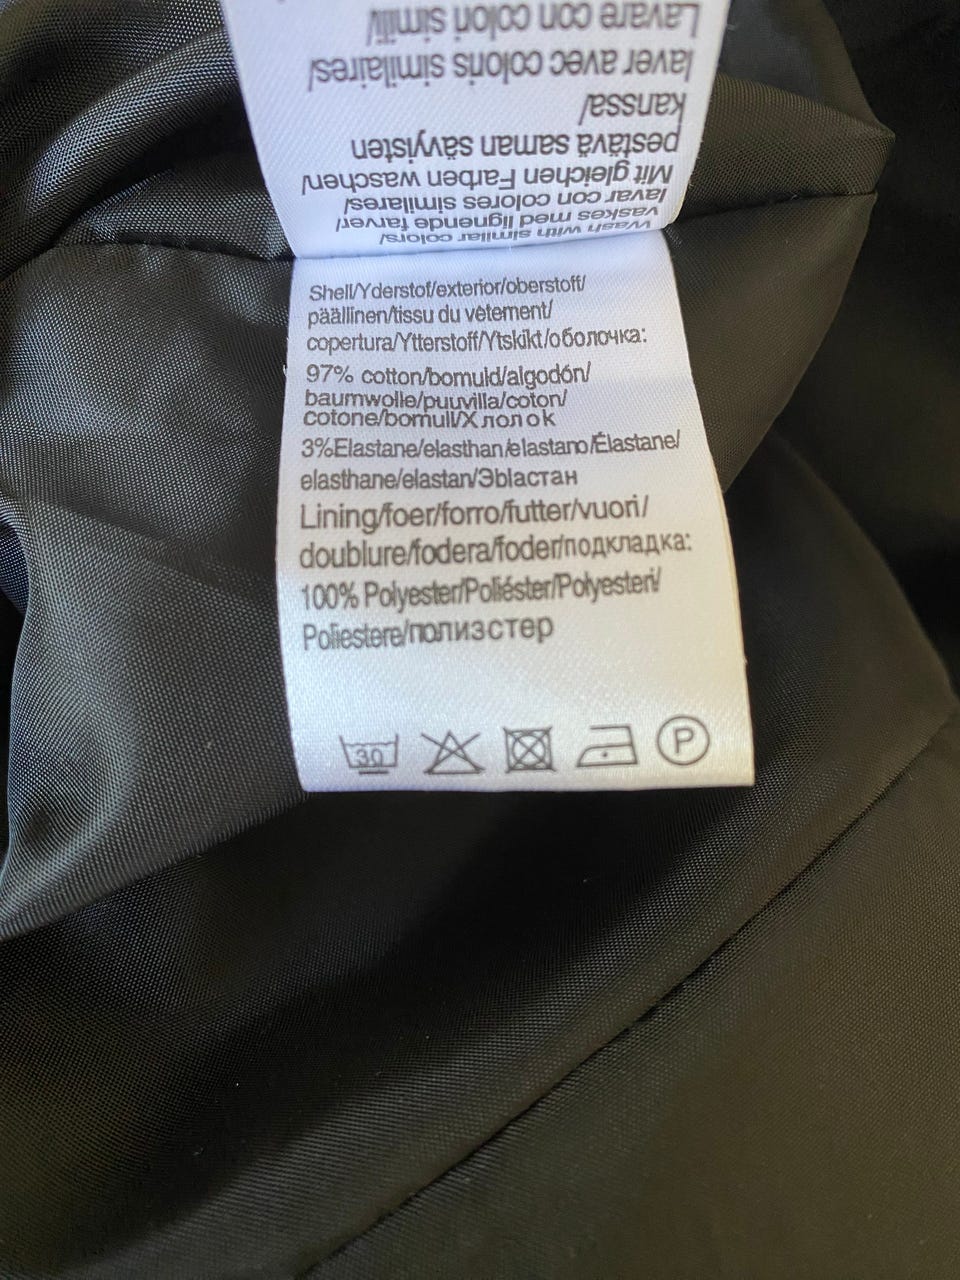 Lavare con colori simili/
laver avec coloris similaires/
kanssa/
pestävä saman sävyisten
Mit gleichen Farben waschen/
lavar con colores similares/
vaskes med lignende farver/
Wash with similar colors/
Shell/Yderstof/exterior/oberstoff/
päällinen/tissu du vètement/
copertura/Ytterstoff/Ytskikt/оболочка:
97% cotton/bomuld/algodón/
baumwolle/puuvilla/coton/
cotone/bomull/Хлопок
3%Elastane/elasthan/elastano/Élastane/
elasthane/elastan/Эblастан
Lining/foer/forro/futter/vuori/
doublure/fodera/foder/подкладка:
100% Polyester/Poliéster/Polyesteri/
Poliestere/полиэстер
30
P